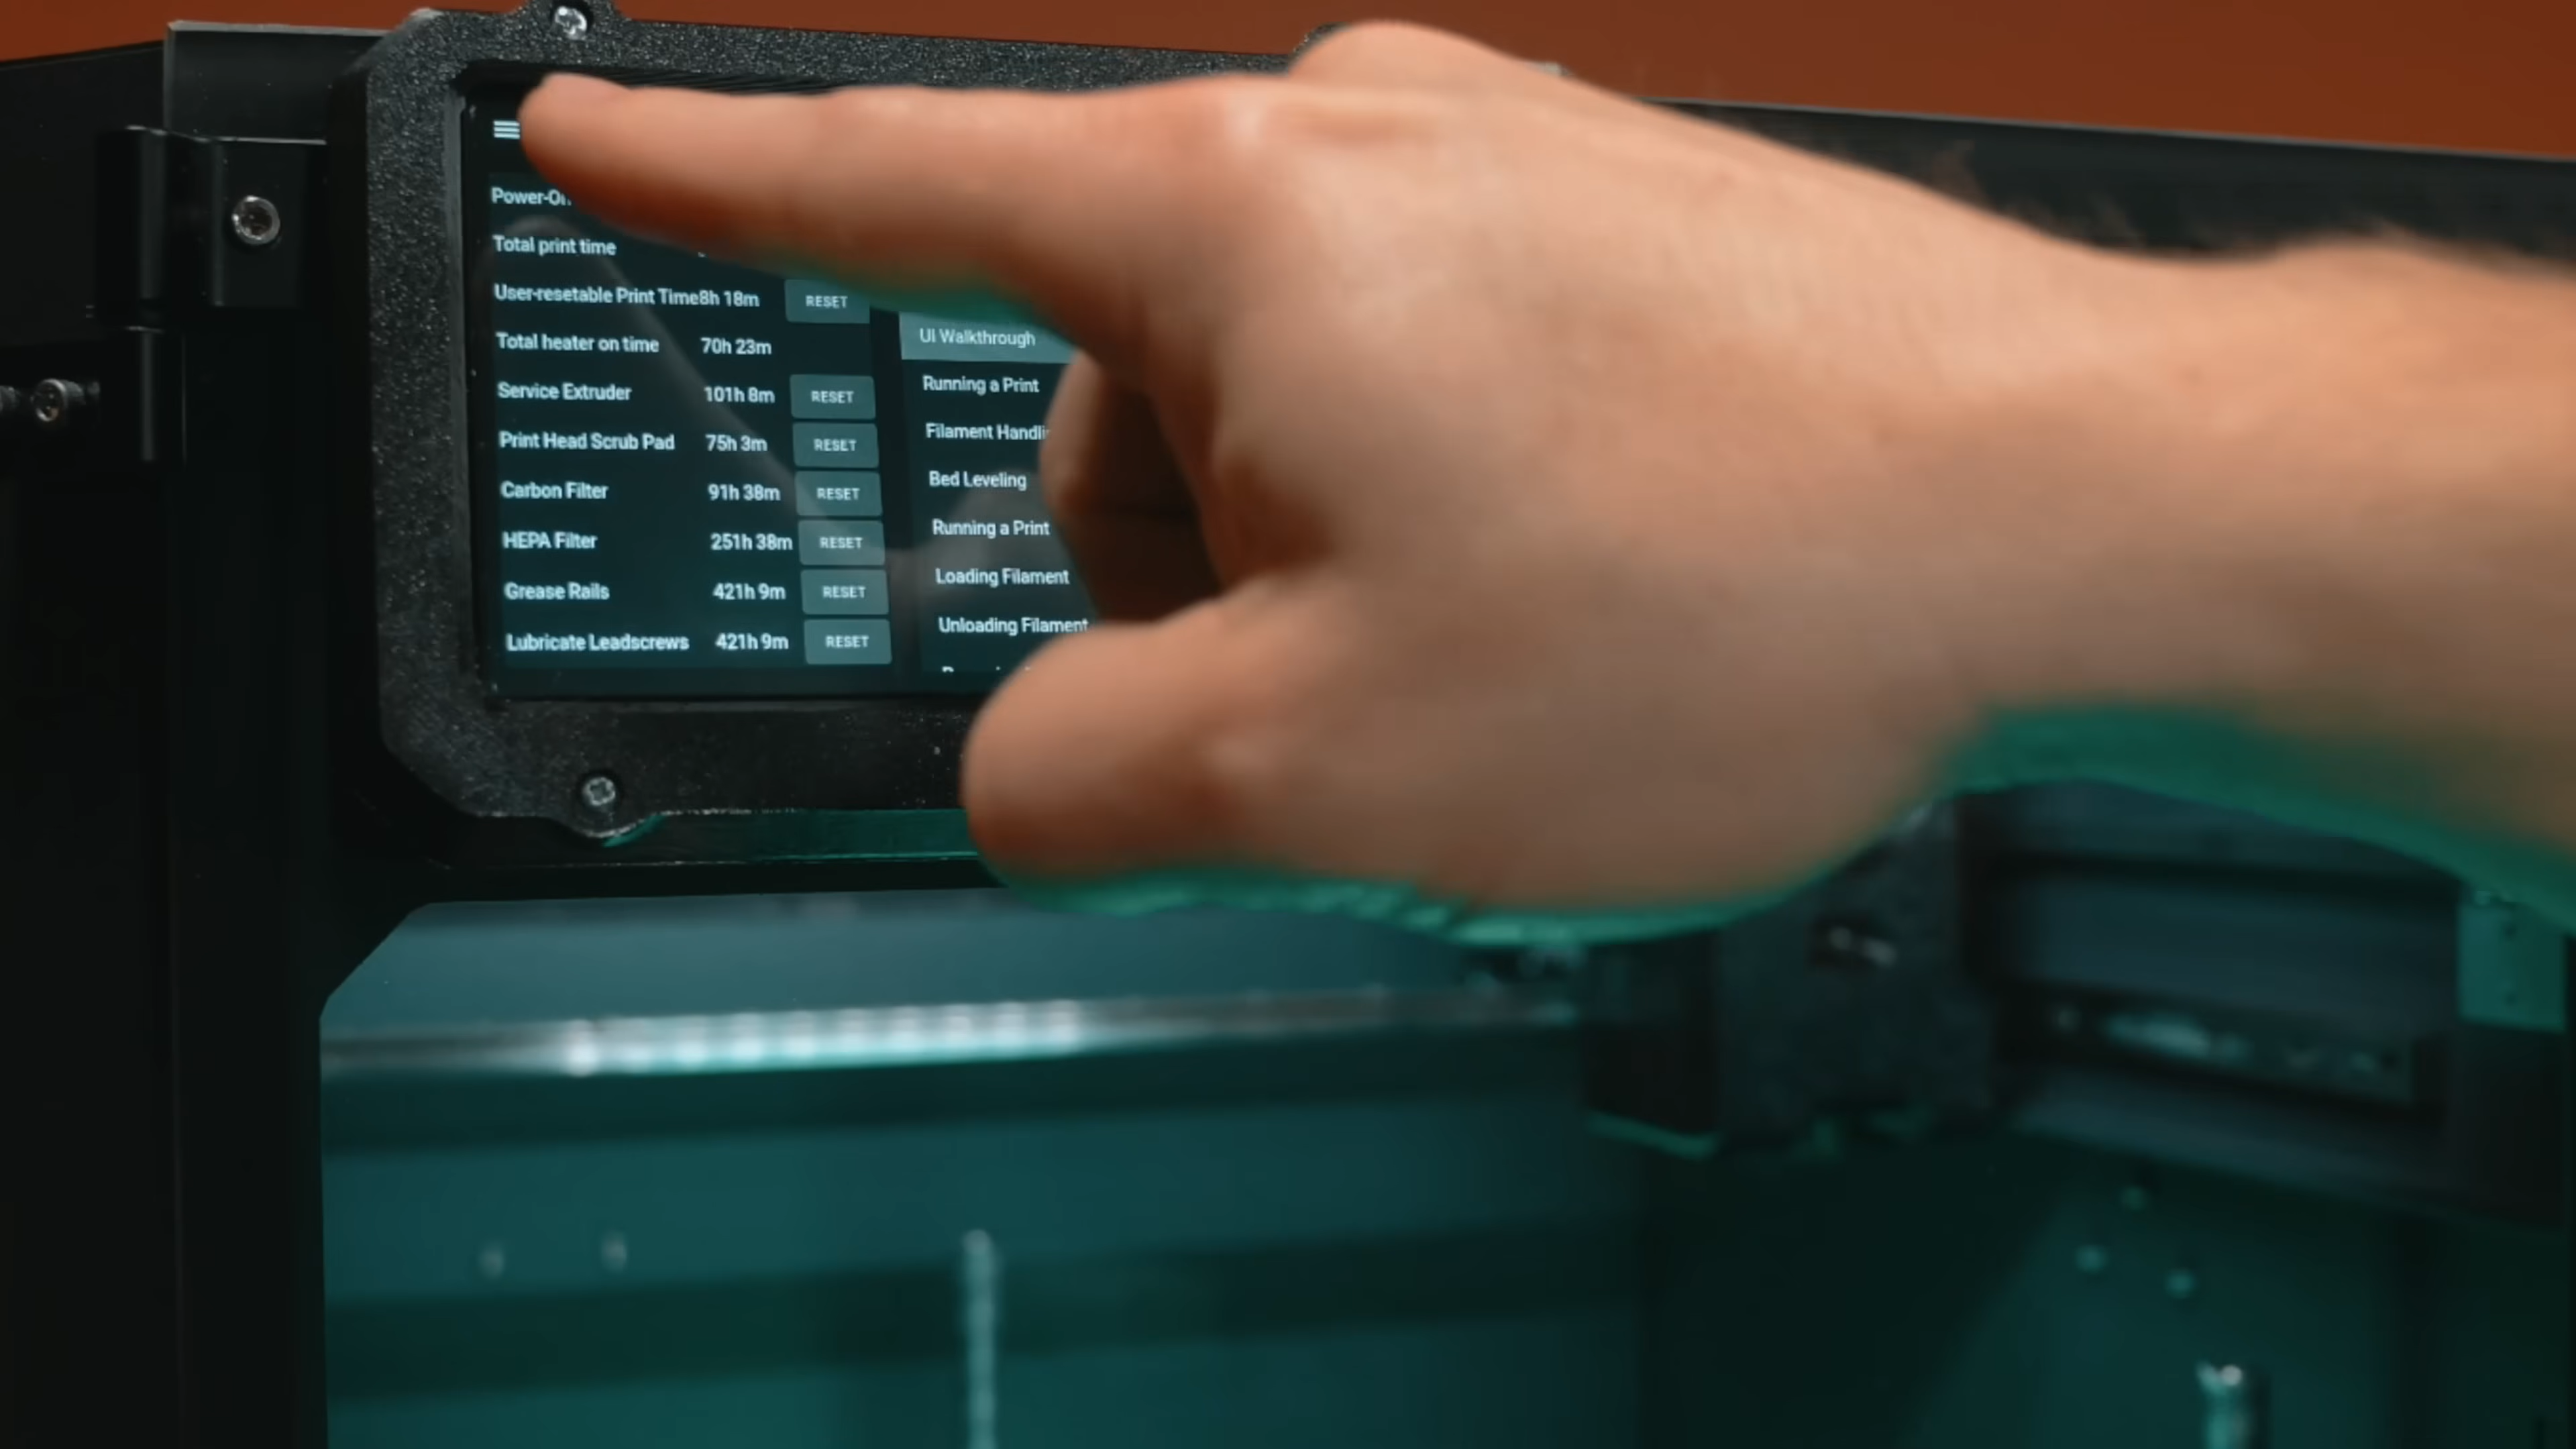 Total print time
User-resetable Print Time 8h 18m RESET
Total heater on time 70h 23m
Service Extruder 101h 8m RESET
Print Head Scrub Pad 75h 3m RESET
Carbon Filter 91h 38m RESET
HEPA Filter 251h 38m RESET
Grease Rails 421h 9m RESET
Lubricate Leadscrews 421h 9m RESET
UI Walkthrough
Running a Print
Filament
Bed Leveling
Running a Print
Loading Filament
Unloading Filament